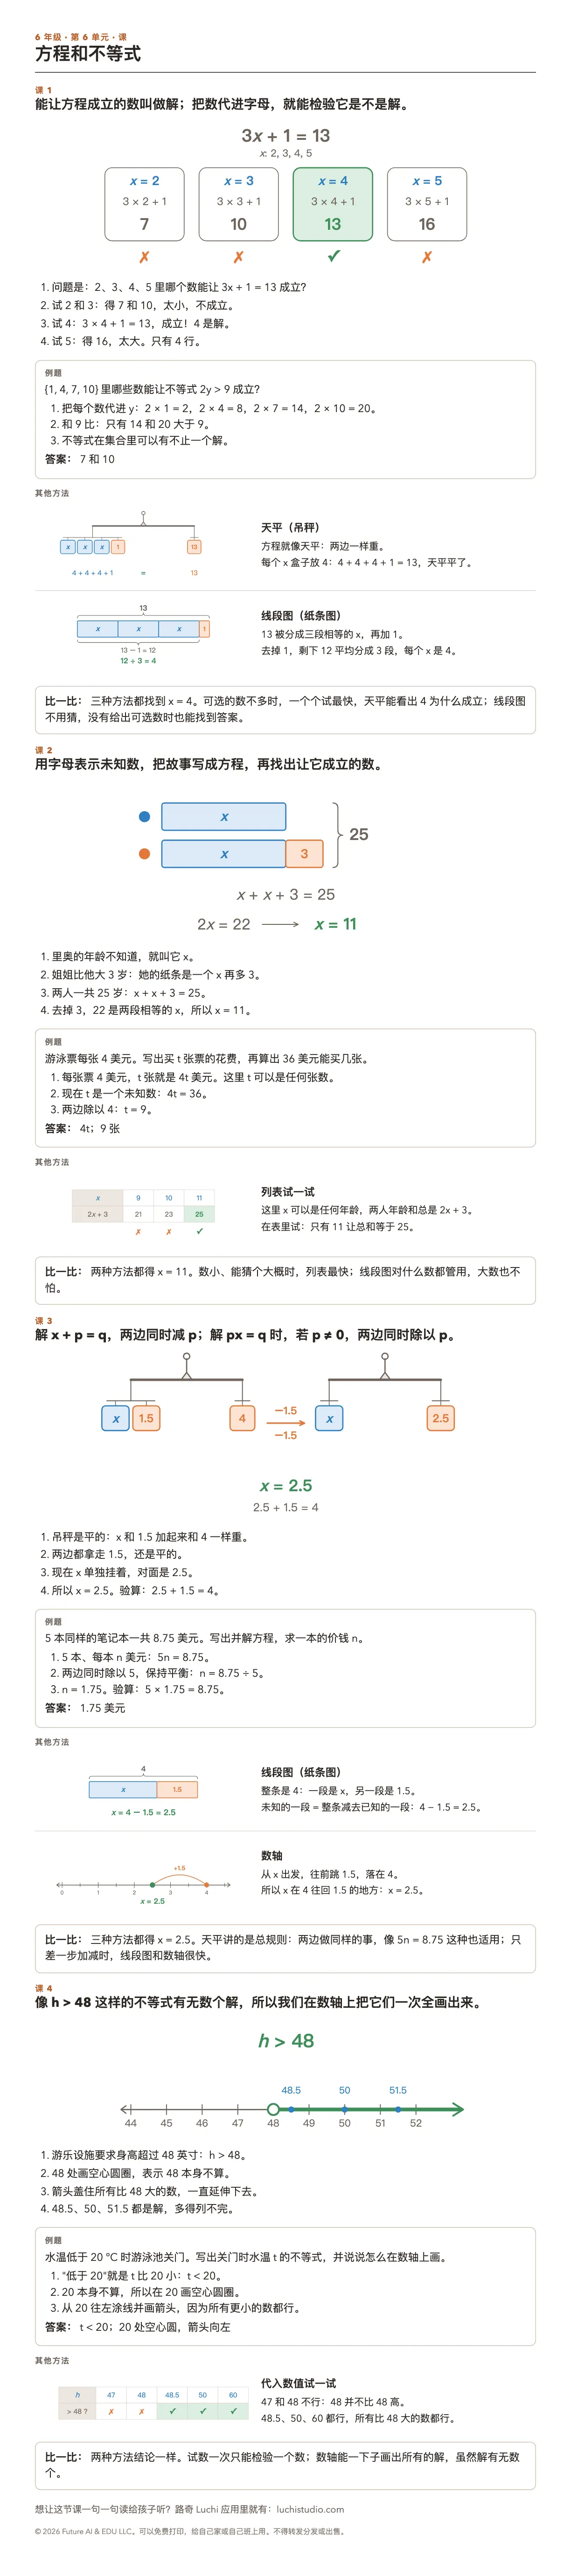 6 年级 · 第 6 单元 · 课
方程和不等式
课 1
能让方程成立的数叫做解；把数代进字母，就能检验它是不是解。
3x + 1 = 13
x: 2, 3, 4, 5
x = 2
3 × 2 + 1
7
✗
x = 3
3 × 3 + 1
10
✗
x = 4
3 × 4 + 1
13
✓
x = 5
3 × 5 + 1
16
✗
1. 问题是：2、3、4、5 里哪个数能让 3x + 1 = 13 成立？
2. 试 2 和 3：得 7 和 10，太小，不成立。
3. 试 4：3 × 4 + 1 = 13，成立！4 是解。
4. 试 5：得 16，太大。只有 4 行。
例题
{1, 4, 7, 10} 里哪些数能让不等式 2y > 9 成立？
1. 把每个数代进 y：2 × 1 = 2，2 × 4 = 8，2 × 7 = 14，2 × 10 = 20。
2. 和 9 比：只有 14 和 20 大于 9。
3. 不等式在集合里可以有不止一个解。
答案： 7 和 10
其他方法
x x x 1 13
4 + 4 + 4 + 1 = 13
天平（吊秤）
方程就像天平：两边一样重。
每个 x 盒子放 4：4 + 4 + 4 + 1 = 13，天平平了。
13
x x x 1
13 − 1 = 12
12 ÷ 3 = 4
线段图（纸条图）
13 被分成三段相等的 x，再加 1。
去掉 1，剩下 12 平均分成 3 段，每个 x 是 4。
比一比： 三种方法都找到 x = 4。可选的数不多时，一个个试最快，天平能看出 4 为什么成立；线段图
不用猜，没有给出可选数时也能找到答案。
课 2
用字母表示未知数，把故事写成方程，再找出让它成立的数。
x
x 3
25
x + x + 3 = 25
2x = 22 → x = 11
1. 里奥的年龄不知道，就叫它 x。
2. 姐姐比他大 3 岁：她的纸条是一个 x 再多 3。
3. 两人一共 25 岁：x + x + 3 = 25。
4. 去掉 3，22 是两段相等的 x，所以 x = 11。
例题
游泳票每张 4 美元。写出买 t 张票的花费，再算出 36 美元能买几张。
1. 每张票 4 美元，t 张就是 4t 美元。这里 t 可以是任何张数。
2. 现在 t 是一个未知数：4t = 36。
3. 两边除以 4：t = 9。
答案： 4t；9 张
其他方法
x 9 10 11
2x + 3 21 23 25
✗ ✗ ✓
列表试一试
这里 x 可以是任何年龄，两人年龄和总是 2x + 3。
在表里试：只有 11 让总和等于 25。
比一比： 两种方法都得 x = 11。数小、能猜个大概时，列表最快；线段图对什么数都管用，大数也不
怕。
课 3
解 x + p = q，两边同时减 p；解 px = q 时，若 p ≠ 0，两边同时除以 p。
x 1.5 4
−1.5
−1.5
x 2.5
x = 2.5
2.5 + 1.5 = 4
1. 吊秤是平的：x 和 1.5 加起来和 4 一样重。
2. 两边都拿走 1.5，还是平的。
3. 现在 x 单独挂着，对面是 2.5。
4. 所以 x = 2.5。验算：2.5 + 1.5 = 4。
例题
5 本同样的笔记本一共 8.75 美元。写出并解方程，求一本的价钱 n。
1. 5 本、每本 n 美元：5n = 8.75。
2. 两边同时除以 5，保持平衡：n = 8.75 ÷ 5。
3. n = 1.75。验算：5 × 1.75 = 8.75。
答案： 1.75 美元
其他方法
4
x 1.5
x = 4 − 1.5 = 2.5
线段图（纸条图）
整条是 4：一段是 x，另一段是 1.5。
未知的一段 = 整条减去已知的一段：4 − 1.5 = 2.5。
+1.5
0 1 2 3 4
x = 2.5
数轴
从 x 出发，往前跳 1.5，落在 4。
所以 x 在 4 往回 1.5 的地方：x = 2.5。
比一比： 三种方法都得 x = 2.5。天平讲的是总规则：两边做同样的事，像 5n = 8.75 这种也适用；只
差一步加减时，线段图和数轴很快。
课 4
像 h > 48 这样的不等式有无数个解，所以我们在数轴上把它们一次全画出来。
h > 48
48.5 50 51.5
44 45 46 47 48 49 50 51 52
1. 游乐设施要求身高超过 48 英寸：h > 48。
2. 48 处画空心圆圈，表示 48 本身不算。
3. 箭头盖住所有比 48 大的数，一直延伸下去。
4. 48.5、50、51.5 都是解，多得列不完。
例题
水温低于 20 °C 时游泳池关门。写出关门时水温 t 的不等式，并说说怎么在数轴上画。
1. "低于 20"就是 t 比 20 小：t < 20。
2. 20 本身不算，所以在 20 画空心圆圈。
3. 从 20 往左涂线并画箭头，因为所有更小的数都行。
答案： t < 20；20 处空心圆，箭头向左
其他方法
h 47 48 48.5 50 60
> 48 ? ✗ ✗ ✓ ✓ ✓
代入数值试一试
47 和 48 不行：48 并不比 48 高。
48.5、50、60 都行，所有比 48 大的数都行。
比一比： 两种方法结论一样。试数一次只能检验一个数；数轴能一下子画出所有的解，虽然解有无数
个。
想让这节课一句一句读给孩子听？路奇 Luchi 应用里就有：luchistudio.com
© 2026 Future AI & EDU LLC。可以免费打印，给自己家或自己班上用。不得转发分发或出售。